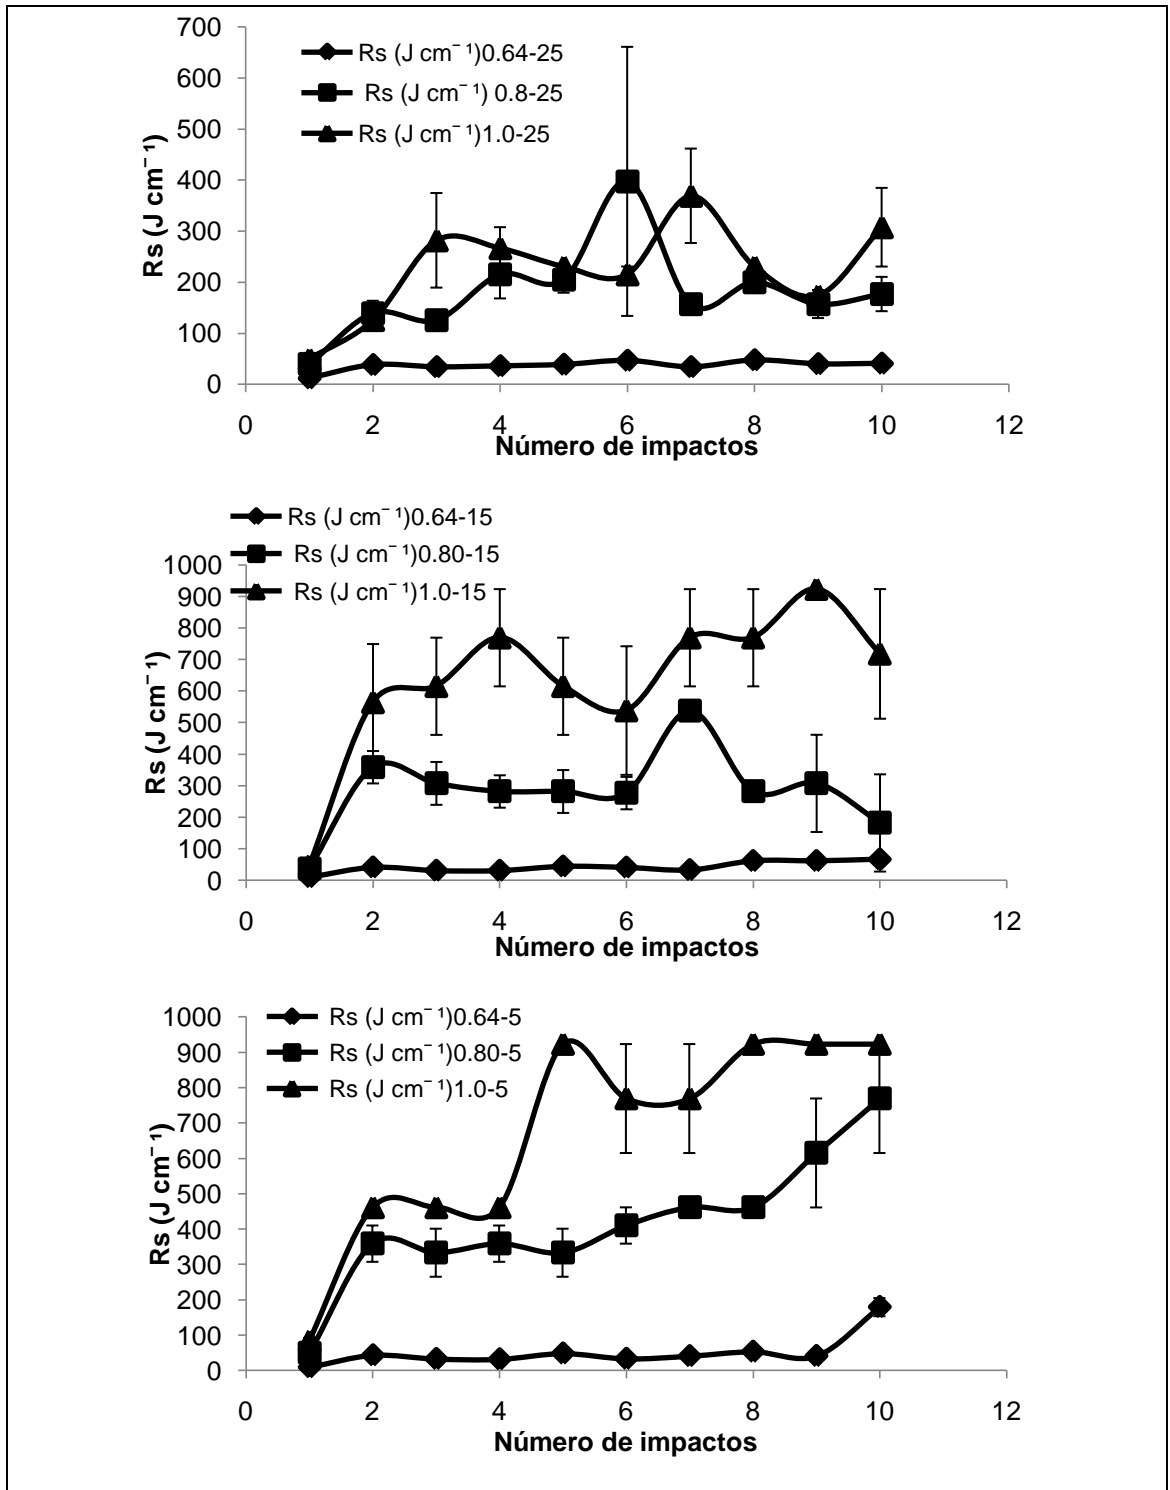 700
600
500
400
300
200
100
0
Rs (J cm⁻¹)
Rs (J cm⁻¹)0.64-25
Rs (J cm⁻¹) 0.8-25
Rs (J cm⁻¹)1.0-25
0 2 4 6 8 10 12
Número de impactos
Rs (J cm⁻¹)0.64-15
Rs (J cm⁻¹)0.80-15
Rs (J cm⁻¹)1.0-15
1000
900
800
700
600
500
400
300
200
100
0
Rs (J cm⁻¹)
0 2 4 6 8 10 12
Número de impactos
Rs (J cm⁻¹)0.64-5
Rs (J cm⁻¹)0.80-5
Rs (J cm⁻¹)1.0-5
1000
900
800
700
600
500
400
300
200
100
0
Rs (J cm⁻¹)
0 2 4 6 8 10 12
Número de impactos